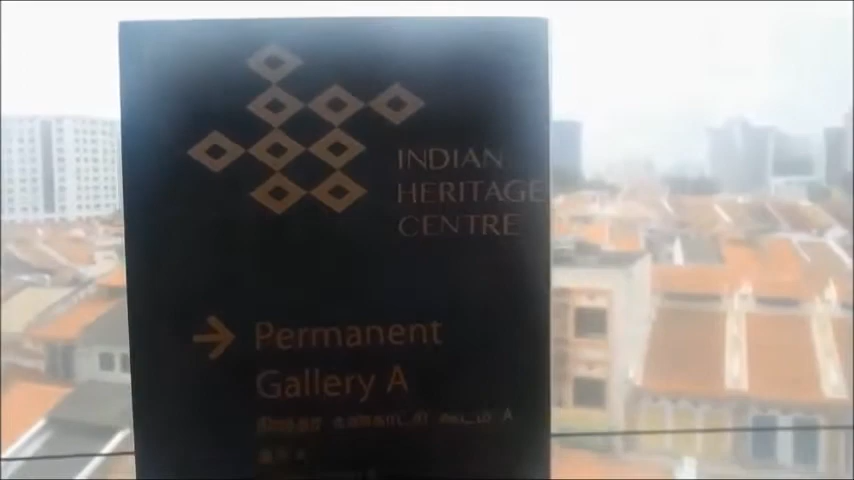 INDIAN
HERITAGE
CENTRE
Permanent
Gallery A